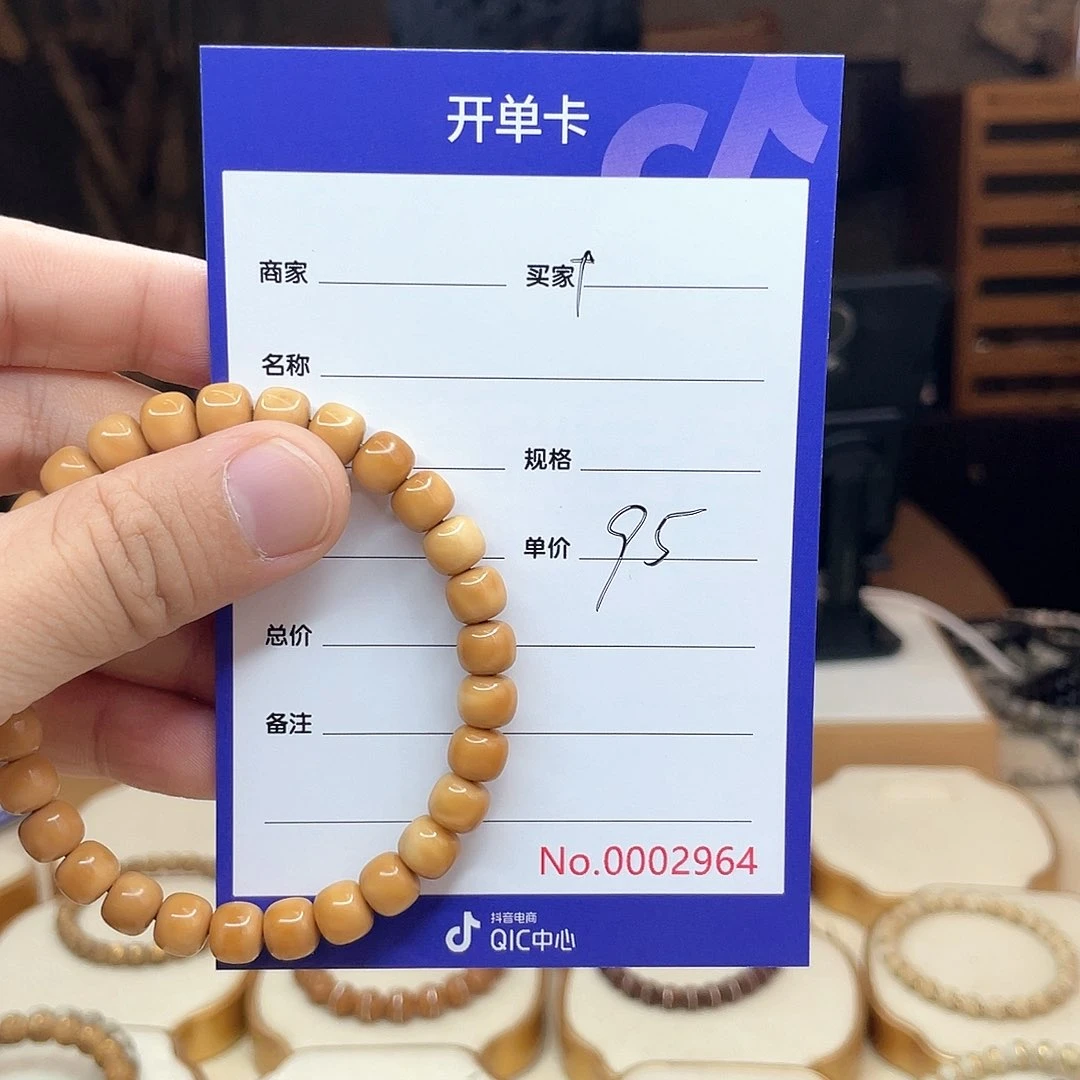 开单卡
商家 买家个
名称
规格
单价 95
总价
备注
No.0002964
抖音电商
QIC中心